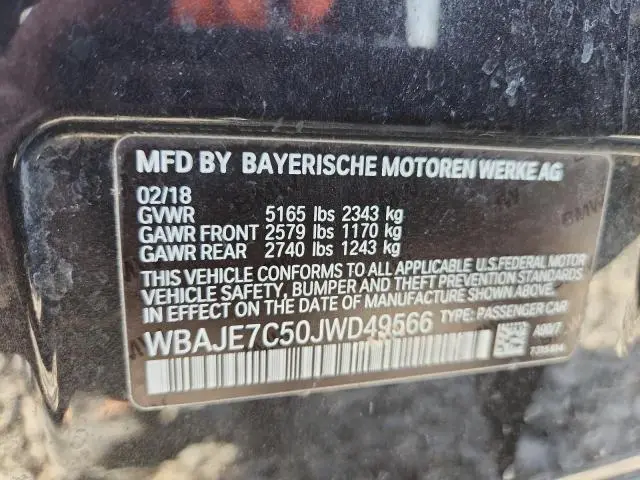 MFD BY BAYERISCHE MOTOREN WERKE AG
02/18
GVWR 5165 lbs 2343 kg
GAWR FRONT 2579 lbs 1170 kg
GAWR REAR 2740 lbs 1243 kg
THIS VEHICLE CONFORMS TO ALL APPLICABLE U.S. FEDERAL MOTOR
VEHICLE SAFETY, BUMPER AND THEFT PREVENTION STANDARDS
IN EFFECT ON THE DATE OF MANUFACTURE SHOWN ABOVE.
WBAJE7C50JWD49566 TYPE: PASSENGER CAR